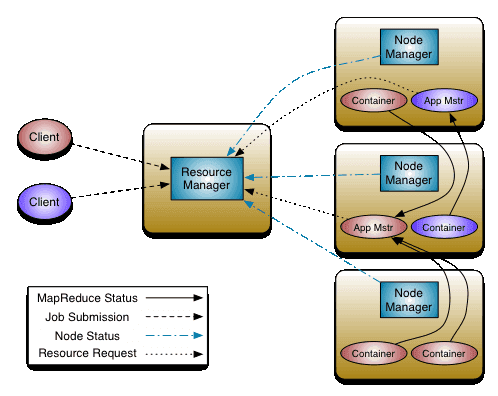 Node
Manager
Container
App Mstr
Client
Resource
Manager
Client
Node
Manager
App Mstr
Container
Node
Manager
Container
Container
MapReduce Status
Job Submission
Node Status
Resource Request